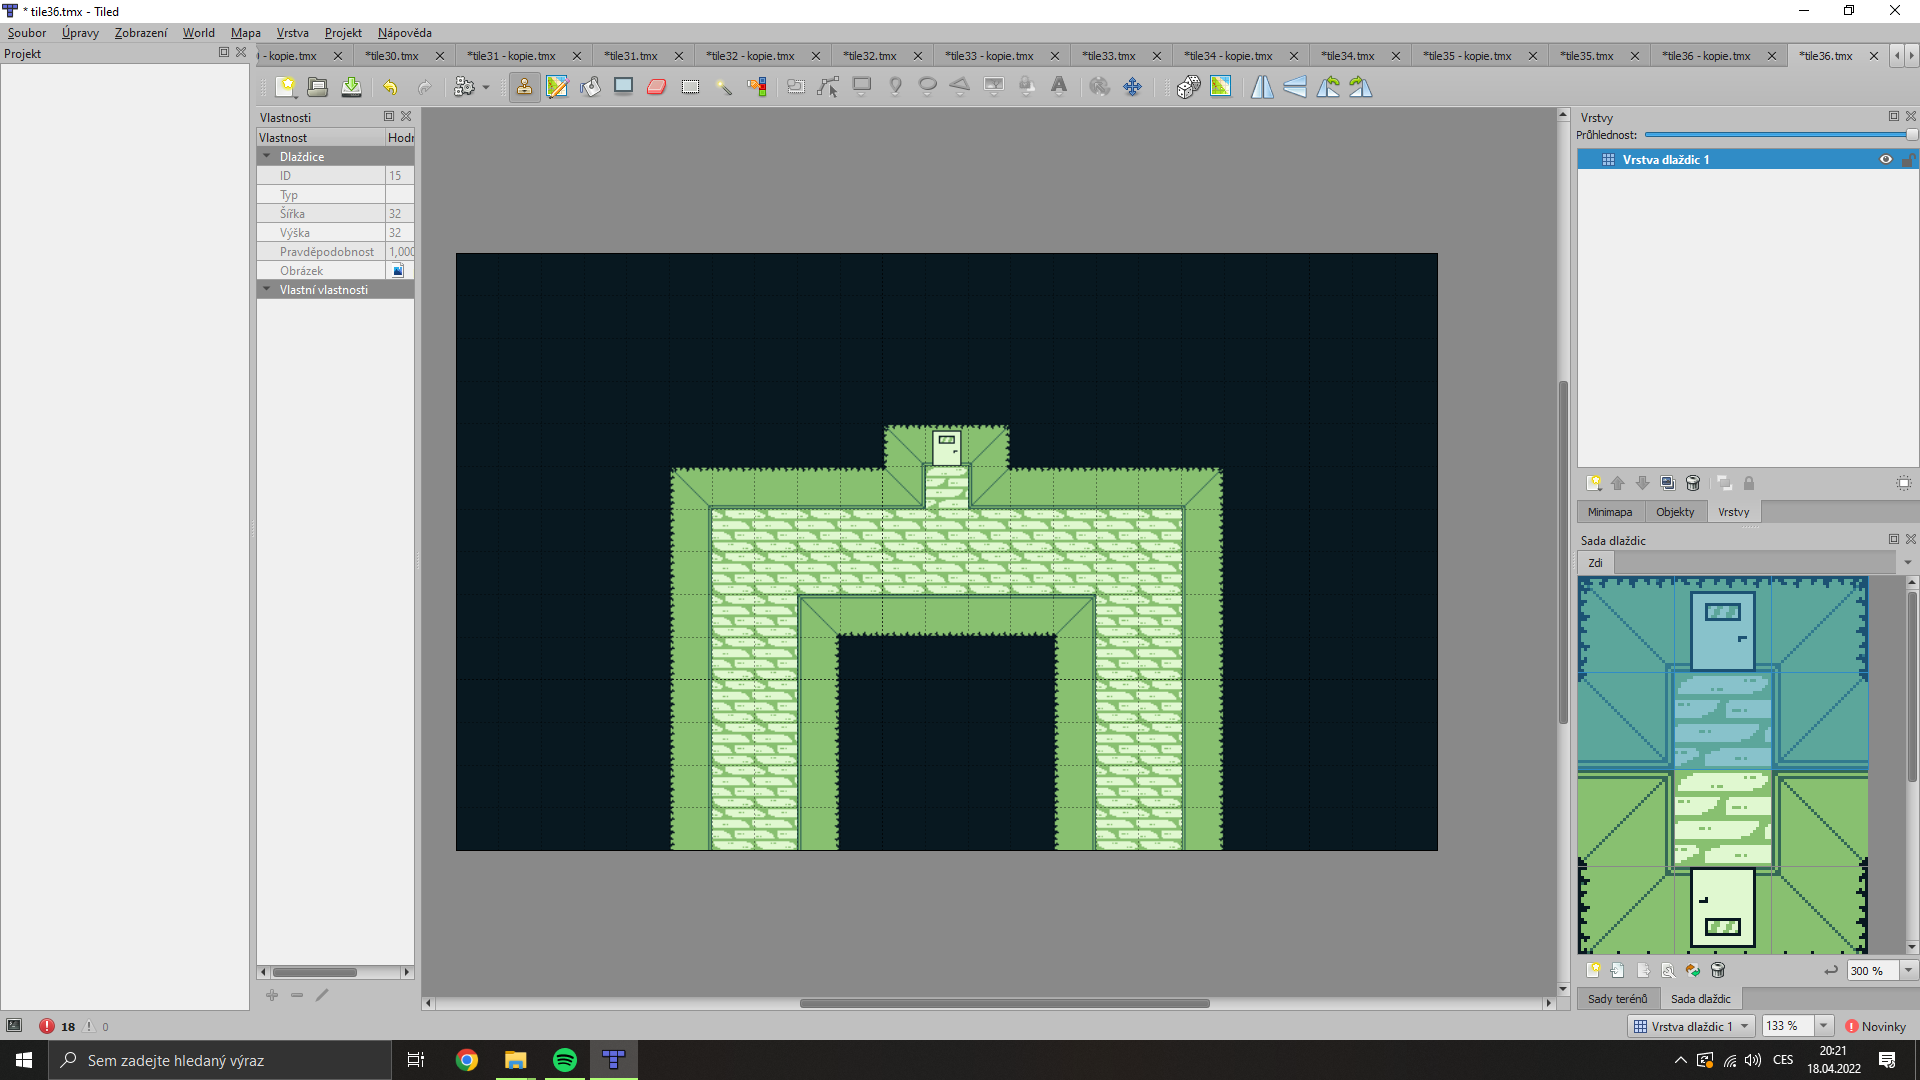 * tile36.tmx - Tiled
Soubor Úpravy Zobrazení World Mapa Vrstva Projekt Nápověda
Projekt
- kopie.tmx *tile30.tmx *tile31 - kopie.tmx *tile31.tmx *tile32 - kopie.tmx *tile32.tmx *tile33 - kopie.tmx *tile33.tmx *tile34 - kopie.tmx *tile34.tmx *tile35 - kopie.tmx *tile35.tmx *tile36 - kopie.tmx *tile36.tmx
Vlastnosti
Vlastnost Hodr
Dlaždice
ID 15
Typ
Šířka 32
Výška 32
Pravděpodobnost 1,000
Obrázek
Vlastní vlastnosti
Vrstvy
Průhlednost:
Vrstva dlaždic 1
Minimapa Objekty Vrstvy
Sada dlaždic
Zdi
300 %
Sady terénů Sada dlaždic
18 0
Vrstva dlaždic 1 133 % Novinky
Sem zadejte hledaný výraz
CES
20:21
18.04.2022